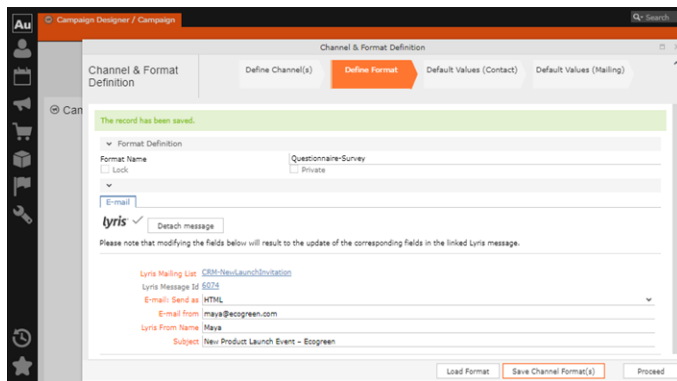 Au
Campaign Designer / Campaign
Search
Channel & Format Definition
Channel & Format
Definition
Define Channel(s)
Define Format
Default Values (Contact)
Default Values (Mailing)
Can
The record has been saved.
Format Definition
Format Name
Questionnaire-Survey
Lock
Private
E-mail
lyris
Detach message
Please note that modifying the fields below will result to the update of the corresponding fields in the linked Lyris message.
Lyris Mailing List CRM-NewLaunchInvitation
Lyris Message Id 6074
E-mail: Send as HTML
E-mail from maya@ecogreen.com
Lyris From Name Maya
Subject New Product Launch Event – Ecogreen
Load Format
Save Channel Format(s)
Proceed